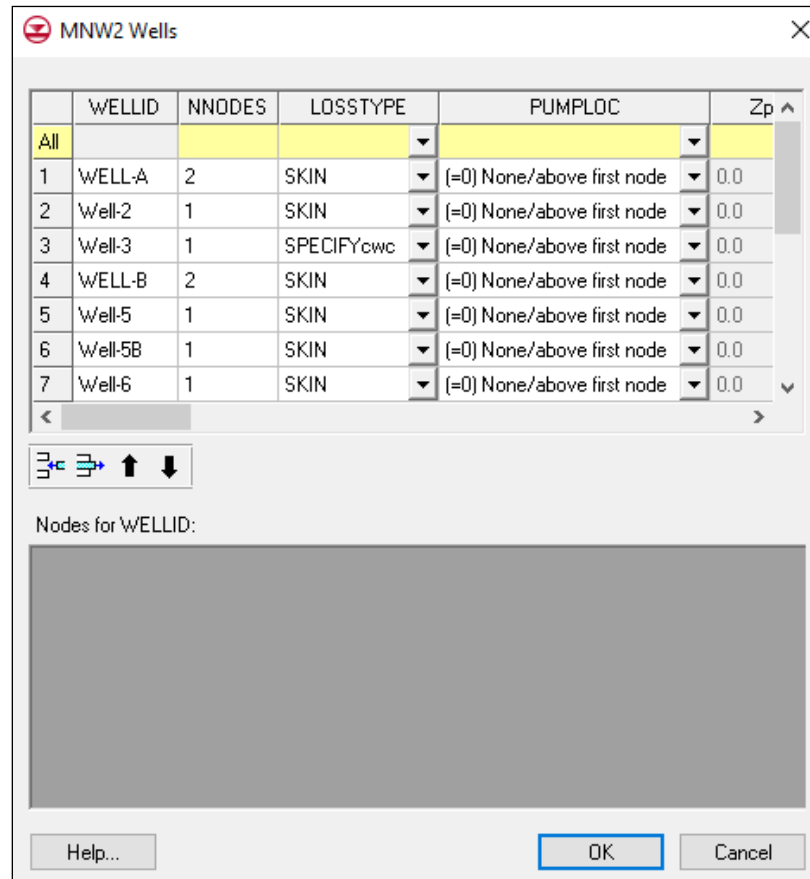 MNW2 Wells
WELLID NNODES LOSSTYPE PUMPLOC Zp
All
1 WELL-A 2 SKIN (=0) None/above first node 0.0
2 Well-2 1 SKIN (=0) None/above first node 0.0
3 Well-3 1 SPECIFYcwc (=0) None/above first node 0.0
4 WELL-B 2 SKIN (=0) None/above first node 0.0
5 Well-5 1 SKIN (=0) None/above first node 0.0
6 Well-5B 1 SKIN (=0) None/above first node 0.0
7 Well-6 1 SKIN (=0) None/above first node 0.0
Nodes for WELLID:
Help... OK Cancel